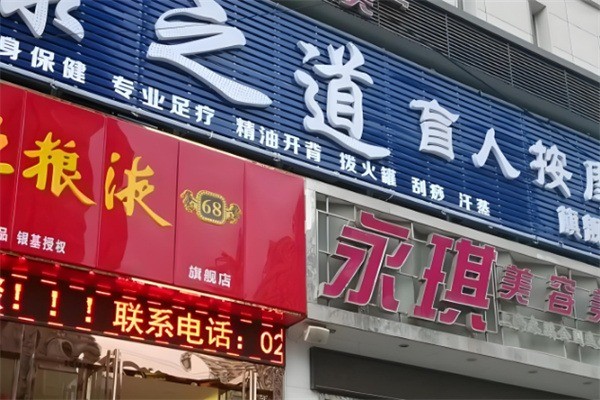 之道 盲人按
身保健 专业足疗 精油开背 拨火罐 刮痧 汗蒸 旗舰
粮液 68
品 银基授权 旗舰店
永琪 美容美
！！！联系电话：02